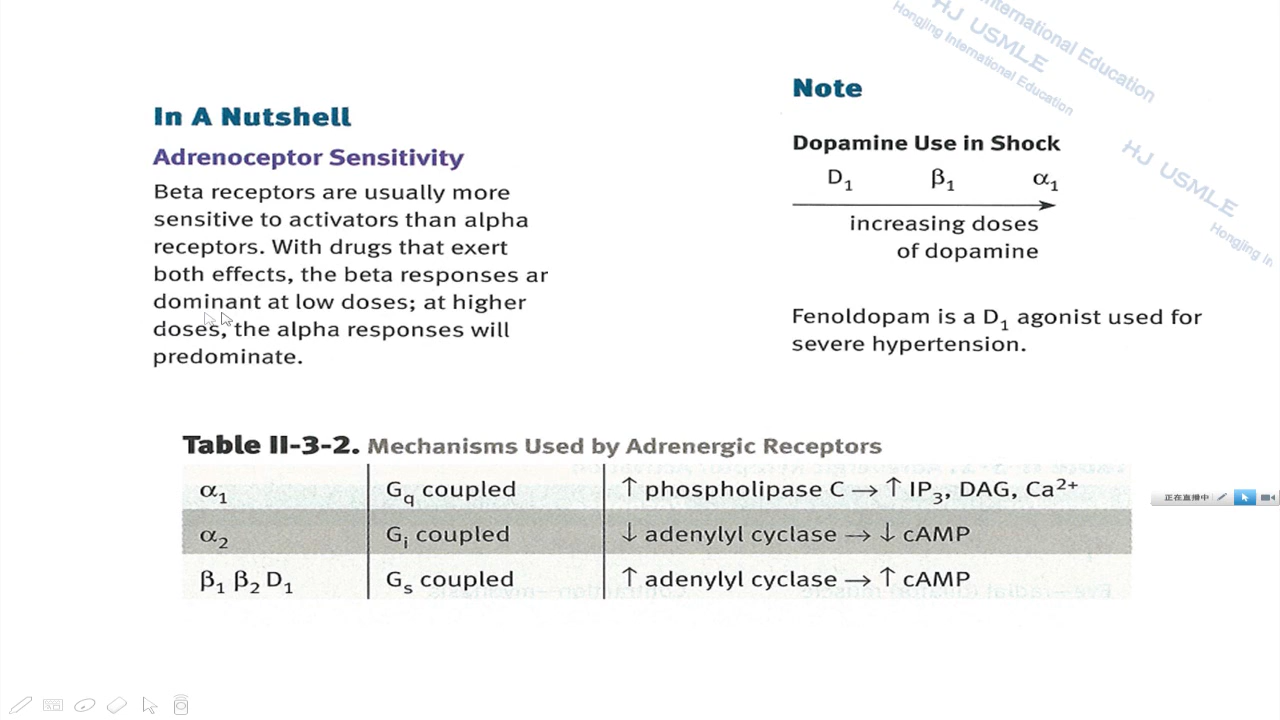 In A Nutshell
Adrenoceptor Sensitivity
Beta receptors are usually more
sensitive to activators than alpha
receptors. With drugs that exert
both effects, the beta responses ar
dominant at low doses; at higher
doses, the alpha responses will
predominate.
Note
Dopamine Use in Shock
D₁ β₁ α₁
increasing doses
of dopamine
Fenoldopam is a D₁ agonist used for
severe hypertension.
Table II-3-2. Mechanisms Used by Adrenergic Receptors
α₁ Gq coupled ↑ phospholipase C → ↑ IP₃, DAG, Ca²⁺
α₂ Gi coupled ↓ adenylyl cyclase → ↓ cAMP
β₁ β₂ D₁ Gs coupled ↑ adenylyl cyclase → ↑ cAMP
International Education
HJ USMLE
Hongjing International Education
HJ USMLE
Hongjing In
正在直播中